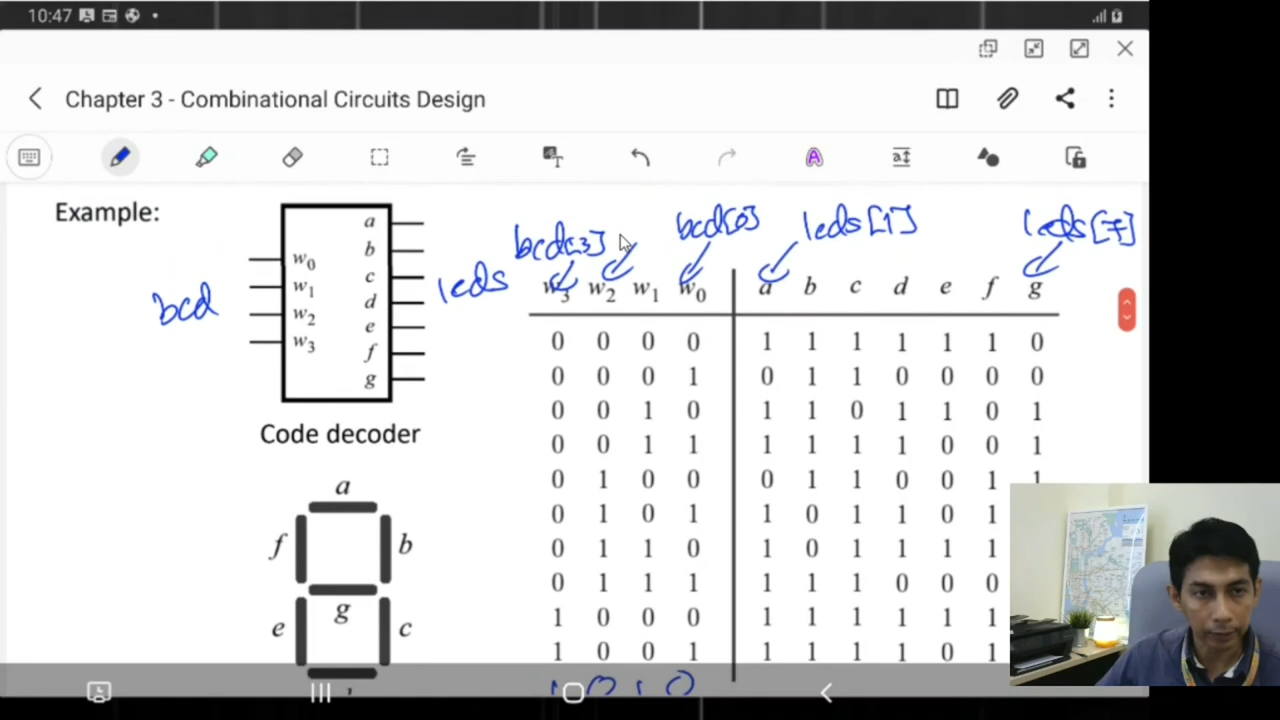 10:47
Chapter 3 - Combinational Circuits Design
Example:
a
b
c
d
e
f
g
w0
w1
w2
w3
bcd
leds
Code decoder
a
f b
g
e c
bcd[3] bcd[0] leds[1] leds[7]
w3 w2 w1 w0 a b c d e f g
0 0 0 0 1 1 1 1 1 1 0
0 0 0 1 0 1 1 0 0 0 0
0 0 1 0 1 1 0 1 1 0 1
0 0 1 1 1 1 1 1 0 0 1
0 1 0 0 0 1 1 0 0 1 1
0 1 0 1 1 0 1 1 0 1
0 1 1 0 1 0 1 1 1 1
0 1 1 1 1 1 1 0 0 0
1 0 0 0 1 1 1 1 1 1
1 0 0 1 1 1 1 1 0 1
1 0 1 0